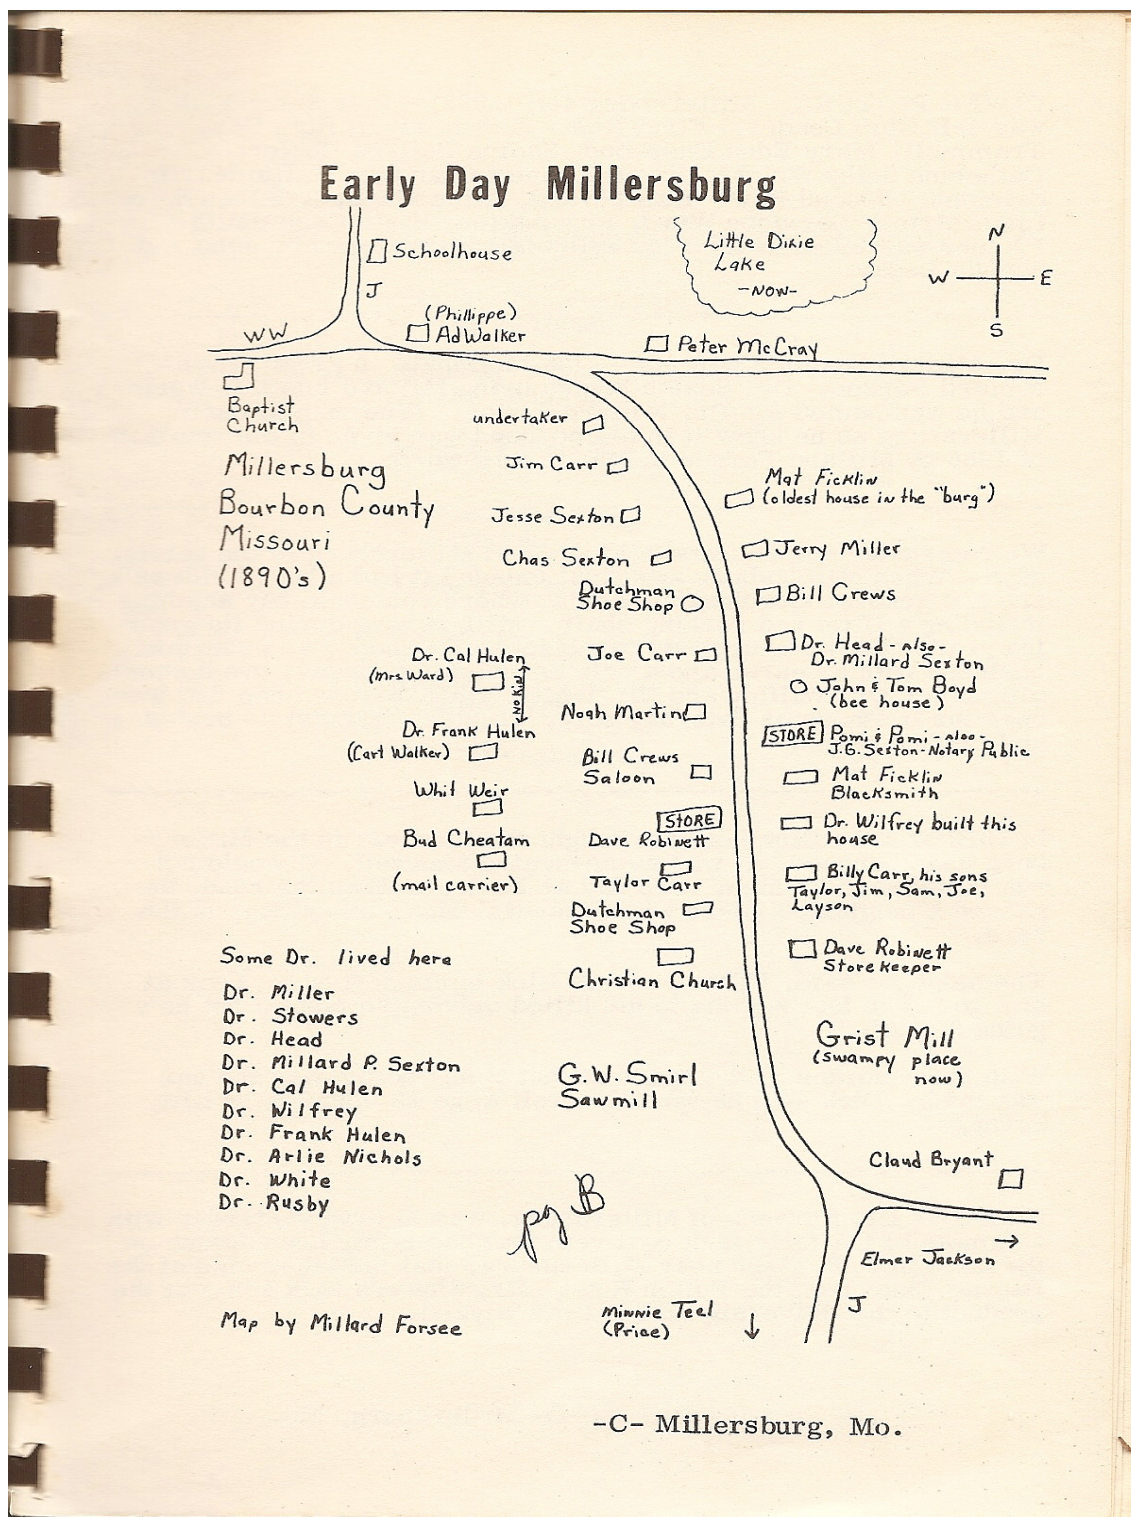 Early Day Millersburg
Schoolhouse
J
Little Dixie
Lake
-NOW-
N
W E
S
WW
(Phillippe)
Ad Walker
Peter McCray
Baptist
Church
undertaker
Millersburg
Bourbon County
Missouri
(1890's)
Jim Carr
Mat Ficklin
(oldest house in the "burg")
Jesse Sexton
Jerry Miller
Chas Sexton
Dutchman
Shoe Shop
Bill Crews
Dr. Cal Hulen
(Mrs. Ward)
NO KIN
Joe Carr
Dr. Head - also -
Dr. Millard Sexton
John & Tom Boyd
(bee house)
Noah Martin
Dr. Frank Hulen
(Cart Walker)
STORE
Pomi & Pomi - also -
J.G. Sexton - Notary Public
Bill Crews
Saloon
Mat Ficklin
Blacksmith
Whit Weir
STORE
Dave Robinett
Dr. Wilfrey built this
house
Bud Cheatam
(mail carrier)
Taylor Carr
Billy Carr, his sons
Taylor, Jim, Sam, Joe,
Layson
Dutchman
Shoe Shop
Dave Robinett
Store Keeper
Christian Church
Some Dr. lived here
Dr. Miller
Dr. Stowers
Dr. Head
Dr. Millard P. Sexton
Dr. Cal Hulen
Dr. Wilfrey
Dr. Frank Hulen
Dr. Arlie Nichols
Dr. White
Dr. Rusby
Grist Mill
(swampy place
now)
G.W. Smirl
Sawmill
Claud Bryant
pg B
Elmer Jackson
J
Map by Millard Forsee
Minnie Teel
(Price)
-C- Millersburg, Mo.